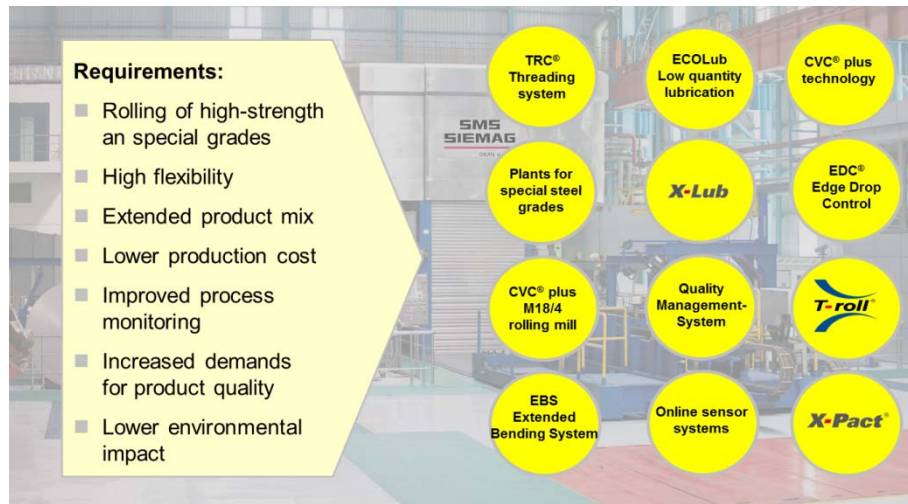 Requirements:
Rolling of high-strength
an special grades
High flexibility
Extended product mix
Lower production cost
Improved process
monitoring
Increased demands
for product quality
Lower environmental
impact
SMS
SIEMAG
TRC®
Threading
system
ECOLub
Low quantity
lubrication
CVC® plus
technology
Plants for
special steel
grades
X-Lub
EDC®
Edge Drop
Control
CVC® plus
M18/4
rolling mill
Quality
Management-
System
T-roll®
EBS
Extended
Bending System
Online sensor
systems
X-Pact®